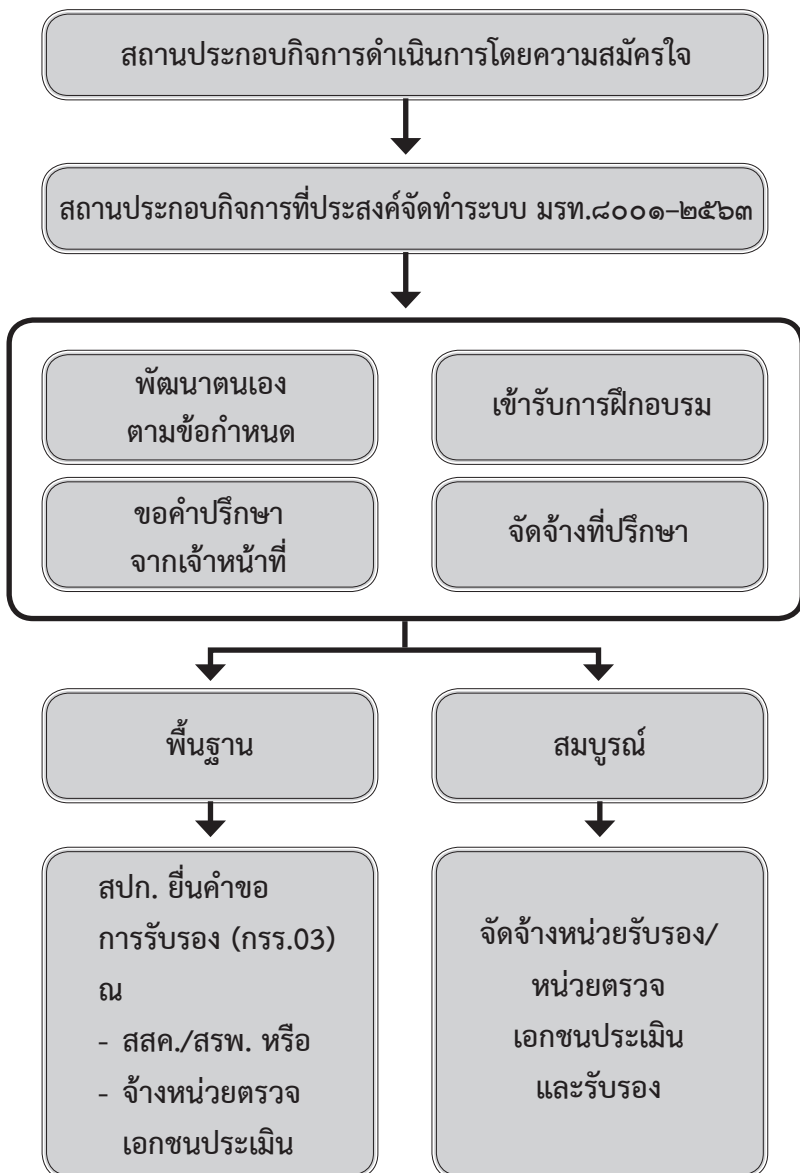 สถานประกอบกิจการดำเนินการโดยความสมัครใจ
สถานประกอบกิจการที่ประสงค์จัดทำระบบ มรท.๘๐๐๑–๒๕๖๓
พัฒนาตนเอง
ตามข้อกำหนด
เข้ารับการฝึกอบรม
ขอคำปรึกษา
จากเจ้าหน้าที่
จัดจ้างที่ปรึกษา
พื้นฐาน
สมบูรณ์
สปก. ยื่นคำขอ
การรับรอง (กรร.03)
ณ
- สสค./สรพ. หรือ
- จ้างหน่วยตรวจ
เอกชนประเมิน
จัดจ้างหน่วยรับรอง/
หน่วยตรวจ
เอกชนประเมิน
และรับรอง